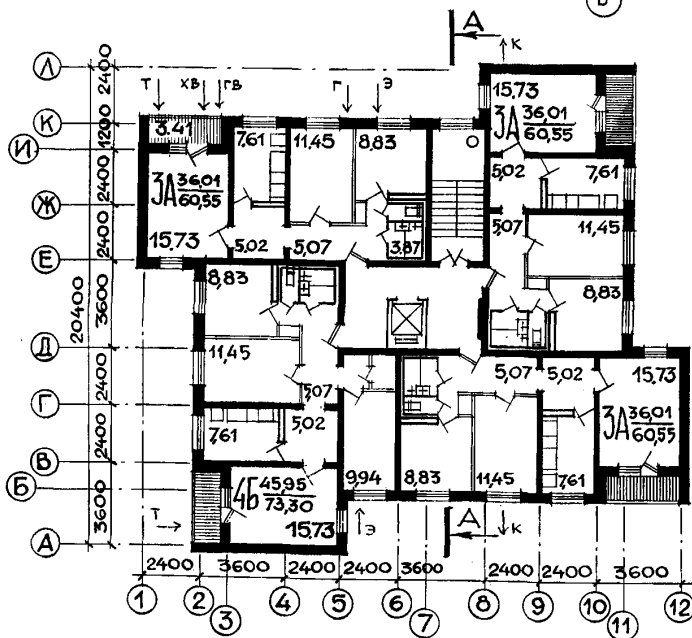 В
А
К
Л
2400
Т
ХВ
ГВ
Г
Э
15.73
3А 36,01
60,55
К
1200
3.41
7,61
11,45
8,83
И
2400
3А 36,01
60,55
5,02
7,61
Ж
2400
5,07
11,45
15.73
5,02
5,07
3.87
Е
8,83
8,83
20400
3600
Д
11,45
5,07
5,02
15.73
2400
5,07
Г
3А 36,01
60,55
2400
7,61
5,02
В
Б
4Б 45,95
73,30
9,94
8,83
11,45
7,61
3600
Т
15.73
Э
А
К
А
2400
3600
2400
2400
3600
2400
2400
3600
1
2
3
4
5
6
7
8
9
10
11
12